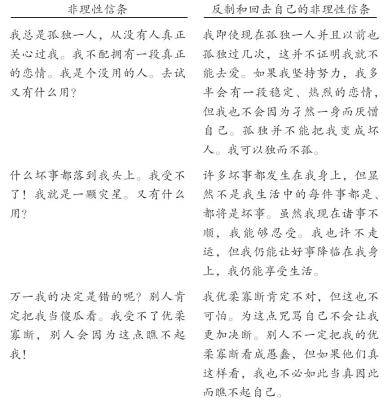 非理性信条
反制和回击自己的非理性信条
我总是孤独一人，从没有人真正
关心过我。我不配拥有一段真正
的恋情。我是个没用的人。去试
又有什么用？
我即使现在孤独一人并且以前也
孤独过几次，这并不证明我就不
能去爱。如果我坚持努力，我多
半会有一段稳定、热烈的恋情，
但我也不会因为孑然一身而厌憎
自己。孤独并不能把我变成坏
人。我可以独而不孤。
什么坏事都落到我头上。我受不
了！我就是一颗灾星。又有什么
用？
许多坏事都发生在我身上，但显
然不是我生活中的每件事都是、
都将是坏事。虽然我现在诸事不
顺，我能够忍受。我也许不走
运，但我仍能让好事降临在我身
上，我仍能享受生活。
万一我的决定是错的呢？别人肯
定把我当傻瓜看。我受不了优柔
寡断，别人会因为这点瞧不起
我！
我优柔寡断肯定不对，但这也不
可怕。为这点咒骂自己不会让我
更加决断。别人不一定把我的优
柔寡断看成愚蠢，但如果他们真
这样看，我也不必如此当真因此
而瞧不起自己。